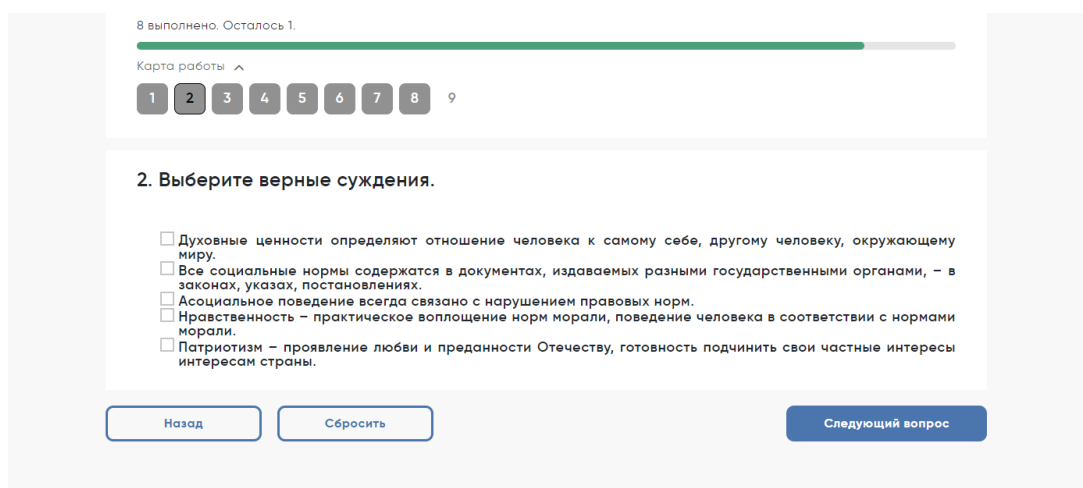 8 выполнено. Осталось 1.
Карта работы
1 2 3 4 5 6 7 8 9
2. Выберите верные суждения.
Духовные ценности определяют отношение человека к самому себе, другому человеку, окружающему
миру.
Все социальные нормы содержатся в документах, издаваемых разными государственными органами, – в
законах, указах, постановлениях.
Асоциальное поведение всегда связано с нарушением правовых норм.
Нравственность – практическое воплощение норм морали, поведение человека в соответствии с нормами
морали.
Патриотизм – проявление любви и преданности Отечеству, готовность подчинить свои частные интересы
интересам страны.
Назад Сбросить Следующий вопрос